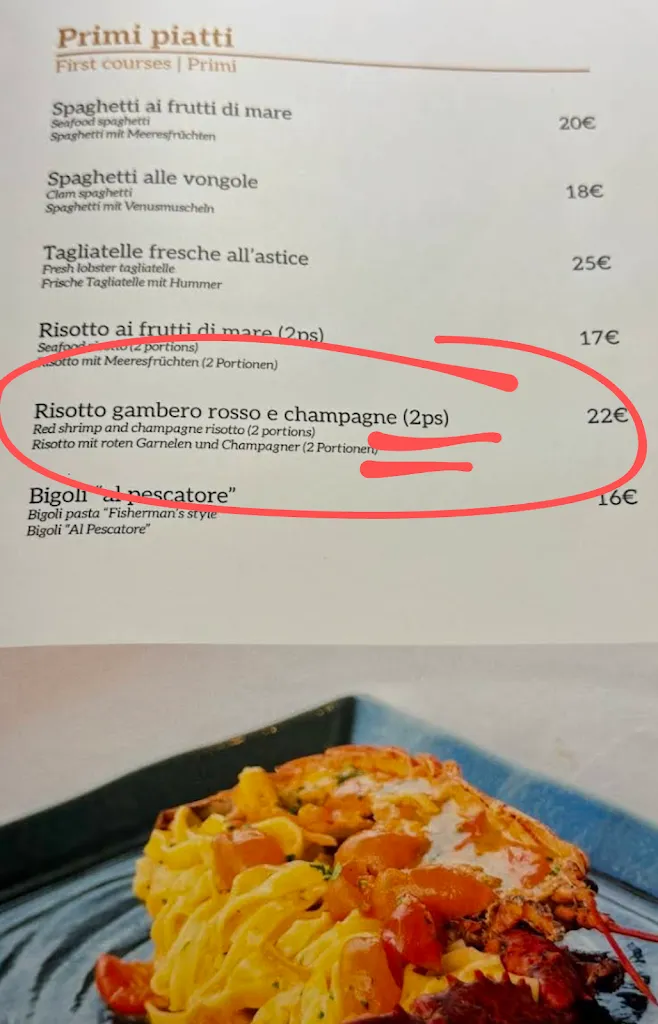 Primi piatti
First courses | Primi
Spaghetti ai frutti di mare
20€
Seafood spaghetti
Spaghetti mit Meeresfrüchten
Spaghetti alle vongole
18€
Clam spaghetti
Spaghetti mit Venusmuscheln
Tagliatelle fresche all'astice
25€
Fresh lobster tagliatelle
Frische Tagliatelle mit Hummer
Risotto ai frutti di mare (2ps)
17€
Seafood risotto (2 portions)
Risotto mit Meeresfrüchten (2 Portionen)
Risotto gambero rosso e champagne (2ps)
22€
Red shrimp and champagne risotto (2 portions)
Risotto mit roten Garnelen und Champagner (2 Portionen)
Bigoli "al pescatore"
16€
Bigoli pasta "Fisherman's style
Bigoli "Al Pescatore"